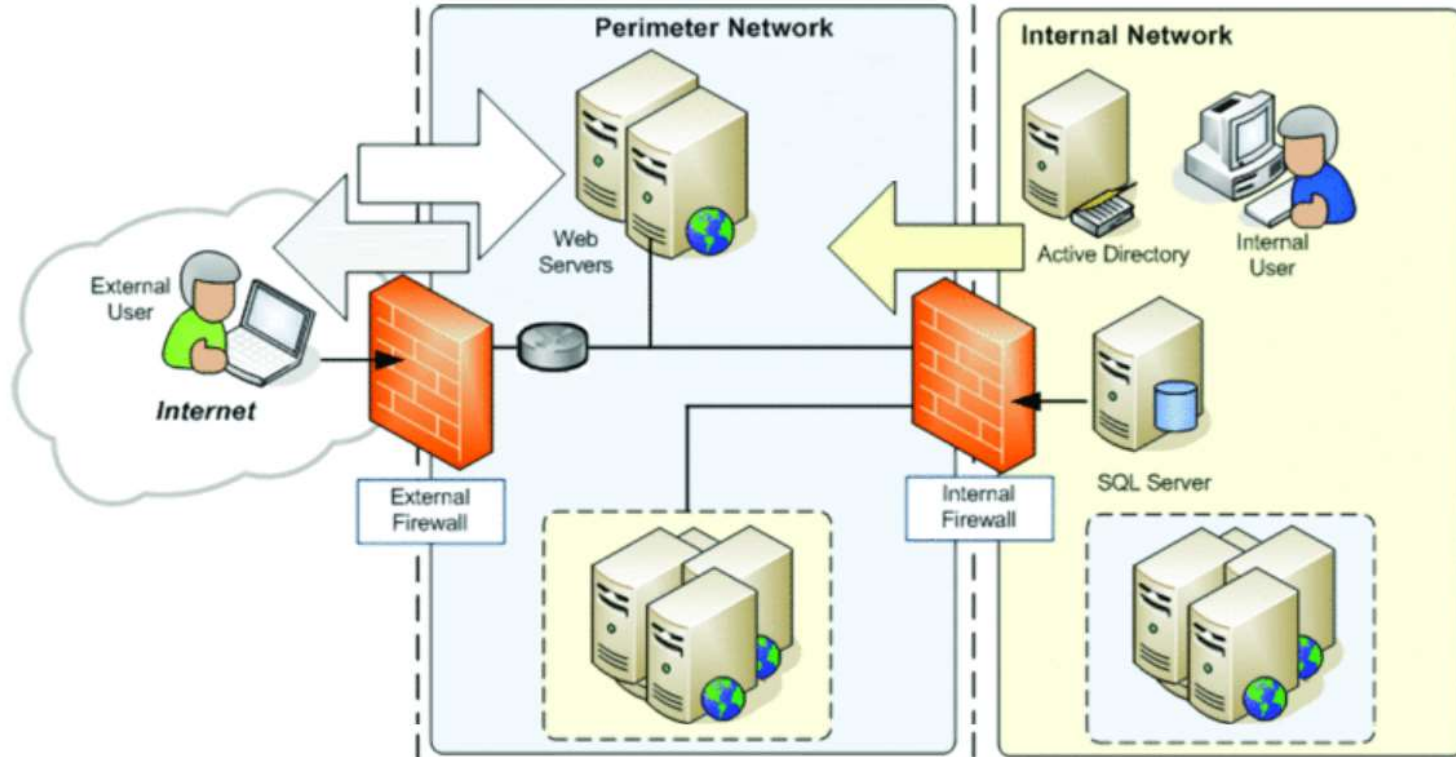 Perimeter Network
Internal Network
Web
Servers
Active Directory
Internal
User
External
User
Internet
SQL Server
External
Firewall
Internal
Firewall